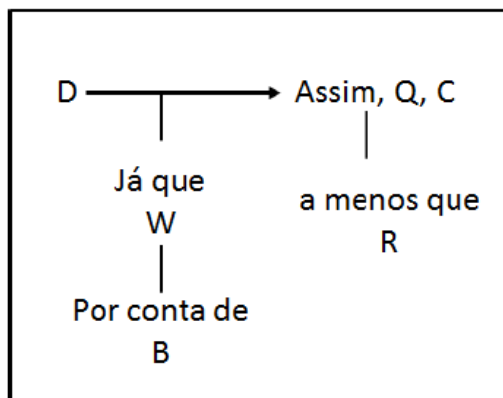 D Assim, Q, C
Já que
W
a menos que
R
Por conta de
B